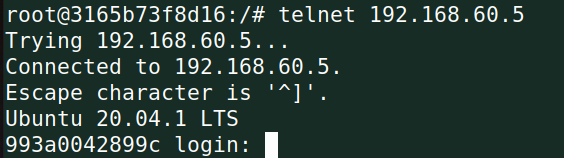 root@3165b73f8d16:/# telnet 192.168.60.5
Trying 192.168.60.5...
Connected to 192.168.60.5.
Escape character is '^]'.
Ubuntu 20.04.1 LTS
993a0042899c login: